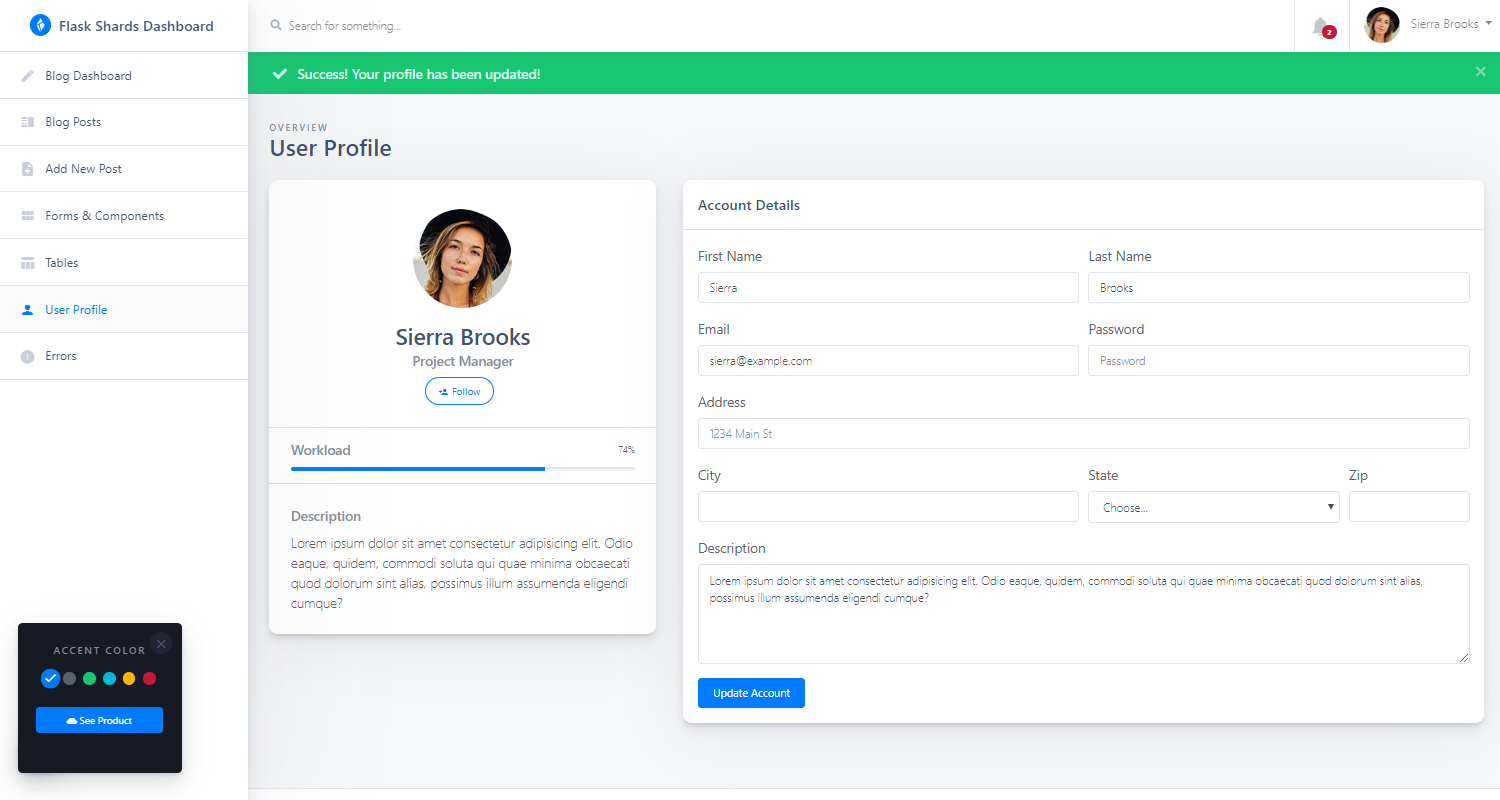 Flask Shards Dashboard
Search for something...
2
Sierra Brooks
Blog Dashboard
Blog Posts
Add New Post
Forms & Components
Tables
User Profile
Errors
Success! Your profile has been updated!
OVERVIEW
User Profile
Sierra Brooks
Project Manager
Follow
Workload
74%
Description
Lorem ipsum dolor sit amet consectetur adipisicing elit. Odio
eaque, quidem, commodi soluta qui quae minima obcaecati
quod dolorum sint alias, possimus illum assumenda eligendi
cumque?
Account Details
First Name
Last Name
Sierra
Brooks
Email
Password
sierra@example.com
Password
Address
1234 Main St
City
State
Zip
Choose...
Description
Lorem ipsum dolor sit amet consectetur adipisicing elit. Odio eaque, quidem, commodi soluta qui quae minima obcaecati quod dolorum sint alias,
possimus illum assumenda eligendi cumque?
Update Account
ACCENT COLOR
See Product